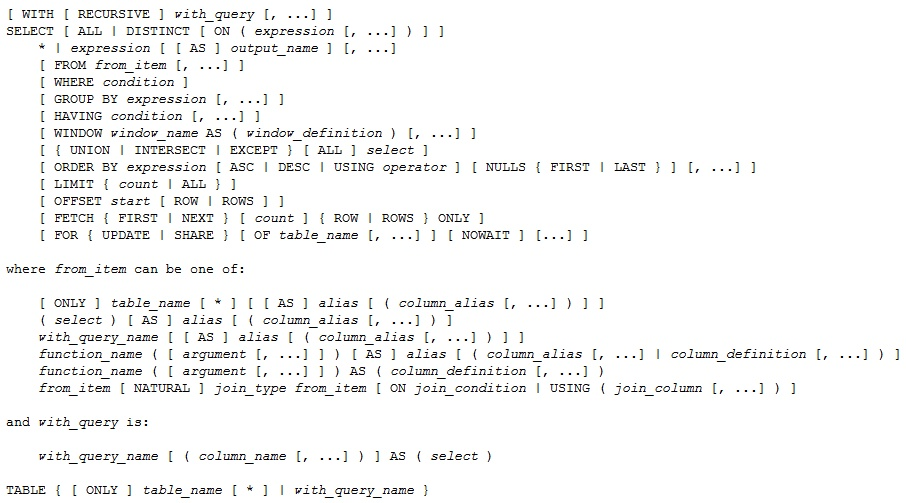 [ WITH [ RECURSIVE ] with_query [, ...] ]
SELECT [ ALL | DISTINCT [ ON ( expression [, ...] ) ] ]
    * | expression [ [ AS ] output_name ] [, ...]
    [ FROM from_item [, ...] ]
    [ WHERE condition ]
    [ GROUP BY expression [, ...] ]
    [ HAVING condition [, ...] ]
    [ WINDOW window_name AS ( window_definition ) [, ...] ]
    [ { UNION | INTERSECT | EXCEPT } [ ALL ] select ]
    [ ORDER BY expression [ ASC | DESC | USING operator ] [ NULLS { FIRST | LAST } ] [, ...] ]
    [ LIMIT { count | ALL } ]
    [ OFFSET start [ ROW | ROWS ] ]
    [ FETCH { FIRST | NEXT } [ count ] { ROW | ROWS } ONLY ]
    [ FOR { UPDATE | SHARE } [ OF table_name [, ...] ] [ NOWAIT ] [...] ]

where from_item can be one of:

    [ ONLY ] table_name [ * ] [ [ AS ] alias [ ( column_alias [, ...] ) ] ]
    ( select ) [ AS ] alias [ ( column_alias [, ...] ) ]
    with_query_name [ [ AS ] alias [ ( column_alias [, ...] ) ] ]
    function_name ( [ argument [, ...] ] ) [ AS ] alias [ ( column_alias [, ...] | column_definition [, ...] ) ]
    function_name ( [ argument [, ...] ] ) AS ( column_definition [, ...] )
    from_item [ NATURAL ] join_type from_item [ ON join_condition | USING ( join_column [, ...] ) ]

and with_query is:

    with_query_name [ ( column_name [, ...] ) ] AS ( select )

TABLE { [ ONLY ] table_name [ * ] | with_query_name }